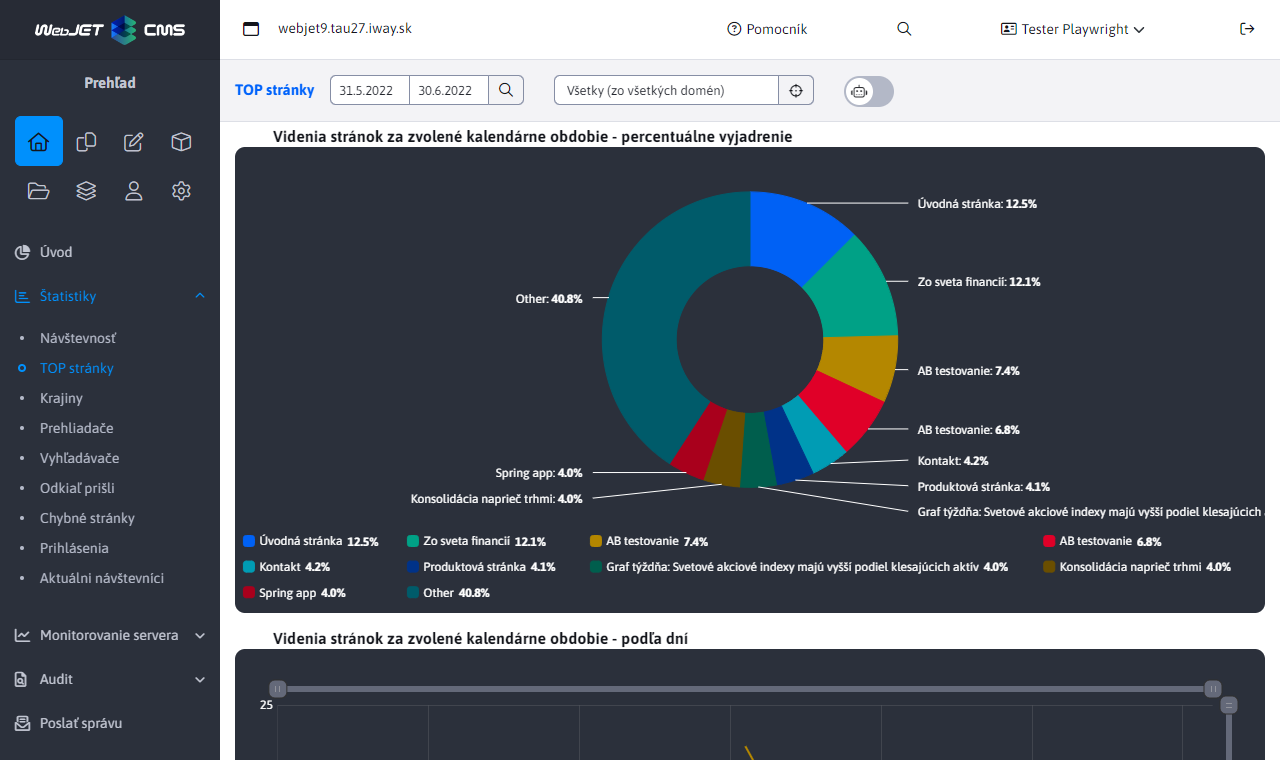 WebJET CMS
webjet9.tau27.iway.sk
Pomocník
Tester Playwright
Prehľad
TOP stránky
31.5.2022
30.6.2022
Všetky (zo všetkých domén)
Úvod
Štatistiky
Návštevnosť
TOP stránky
Krajiny
Prehliadače
Vyhľadávače
Odkiaľ prišli
Chybné stránky
Prihlásenia
Aktuálni návštevníci
Monitorovanie servera
Audit
Poslať správu
Videnia stránok za zvolené kalendárne obdobie - percentuálne vyjadrenie
Úvodná stránka: 12.5%
Zo sveta financií: 12.1%
AB testovanie: 7.4%
AB testovanie: 6.8%
Kontakt: 4.2%
Produktová stránka: 4.1%
Graf týždňa: Svetové akciové indexy majú vyšší podiel klesajúcich
Other: 40.8%
Spring app: 4.0%
Konsolidácia naprieč trhmi: 4.0%
Úvodná stránka 12.5%
Zo sveta financií 12.1%
AB testovanie 7.4%
AB testovanie 6.8%
Kontakt 4.2%
Produktová stránka 4.1%
Graf týždňa: Svetové akciové indexy majú vyšší podiel klesajúcich aktív 4.0%
Konsolidácia naprieč trhmi 4.0%
Spring app 4.0%
Other 40.8%
Videnia stránok za zvolené kalendárne obdobie - podľa dní
25